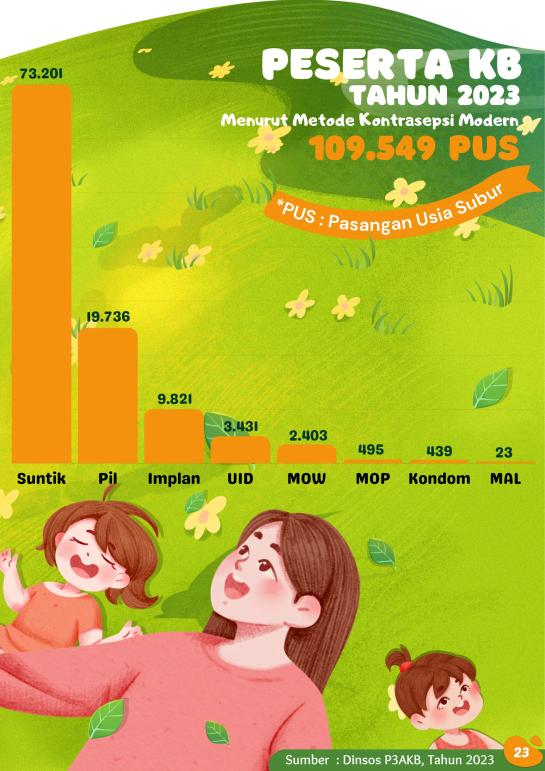 PESERTA KB
TAHUN 2023
Menurut Metode Kontrasepsi Modern
109.549 PUS
*PUS : Pasangan Usia Subur
73.201
19.736
9.821
3.431
2.403
495
439
23
Suntik Pil Implan UID MOW MOP Kondom MAL
Sumber : Dinsos P3AKB, Tahun 2023
23